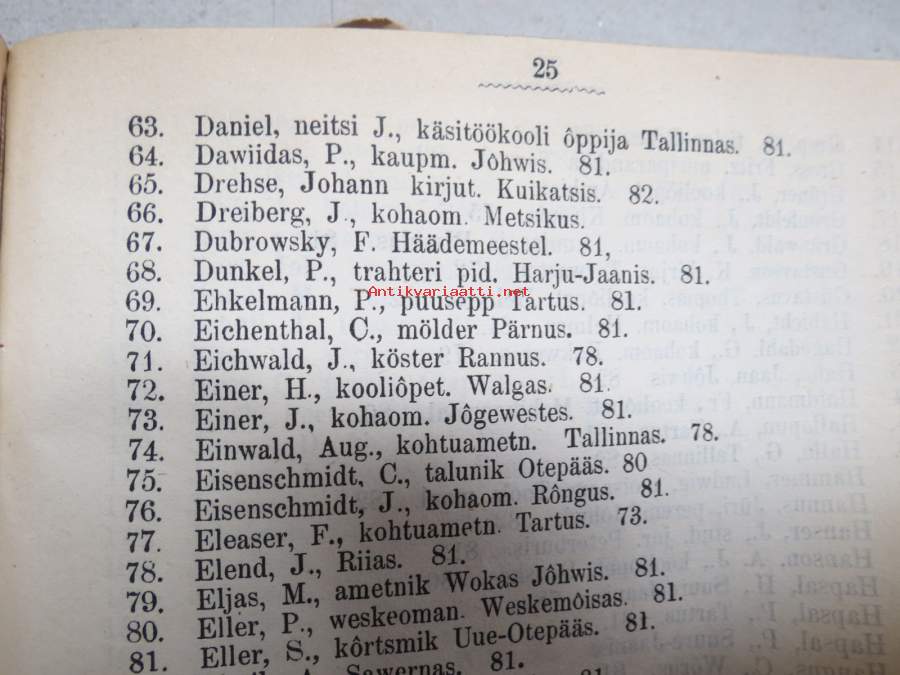 25
63. Daniel, neitsi J., käsitöökooli ôppija Tallinnas. 81.
64. Dawiidas, P., kaupm. Jôhwis. 81.
65. Drehse, Johann kirjut. Kuikatsis. 82.
66. Dreiberg, J., kohaom. Metsikus.
67. Dubrowsky, F. Häädemeestel. 81,
68. Dunkel, P., trahteri pid. Harju-Jaanis. 81.
Antikvariaatti.net
69. Ehkelmann, P., puusepp Tartus. 81.
70. Eichenthal, C., mölder Pärnus. 81.
71. Eichwald, J., köster Rannus. 78.
72. Einer, H., kooliôpet. Walgas. 81.
73. Einer, J., kohaom. Jôgewestes. 81.
74. Einwald, Aug., kohtuametn. Tallinnas. 78.
75. Eisenschmidt, C., talunik Otepääs. 80
76. Eisenschmidt, J., kohaom. Rôngus. 81.
77. Eleaser, F., kohtuametn. Tartus. 73.
78. Elend, J., Riias. 81.
79. Eljas, M., ametnik Wokas Jôhwis. 81.
80. Eller, P., weskeoman. Weskemôisas. 81.
81. Eller, S., kôrtsmik Uue-Otepääs. 81.
A. Sawernas. 81.